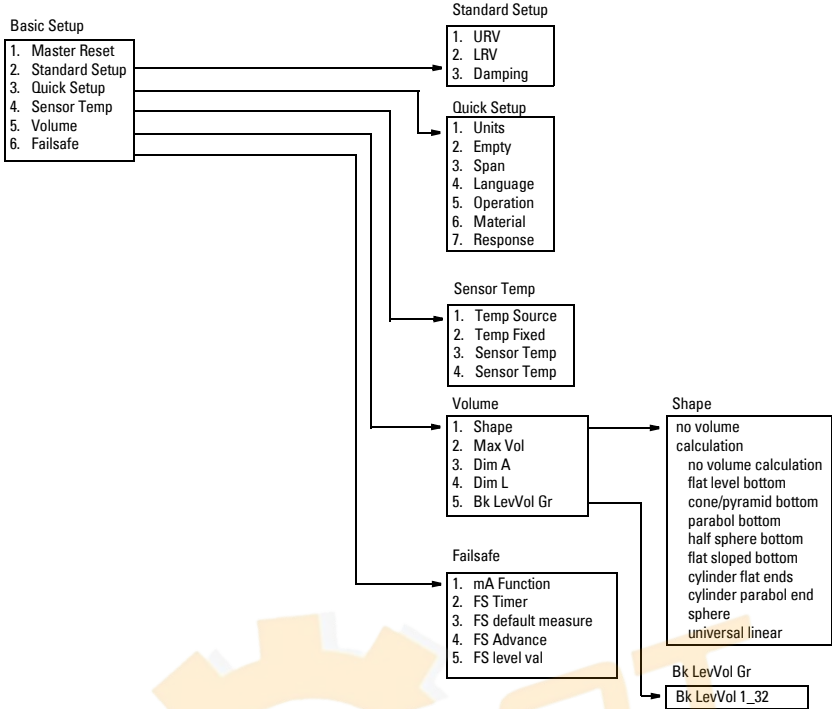 Basic Setup
1. Master Reset
2. Standard Setup
3. Quick Setup
4. Sensor Temp
5. Volume
6. Failsafe
Standard Setup
1. URV
2. LRV
3. Damping
Quick Setup
1. Units
2. Empty
3. Span
4. Language
5. Operation
6. Material
7. Response
Sensor Temp
1. Temp Source
2. Temp Fixed
3. Sensor Temp
4. Sensor Temp
Volume
1. Shape
2. Max Vol
3. Dim A
4. Dim L
5. Bk LevVol Gr
Shape
no volume
calculation
no volume calculation
flat level bottom
cone/pyramid bottom
parabol bottom
half sphere bottom
flat sloped bottom
cylinder flat ends
cylinder parabol end
sphere
universal linear
Failsafe
1. mA Function
2. FS Timer
3. FS default measure
4. FS Advance
5. FS level val
Bk LevVol Gr
Bk LevVol 1_32